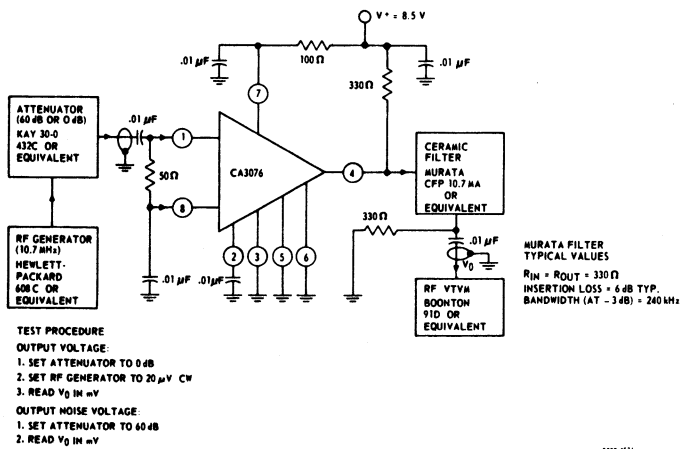 V+ = 8.5 V
.01 µF
100 Ω
.01 µF
330 Ω
7
ATTENUATOR
(60 dB OR 0 dB)
KAY 30-0
432C OR
EQUIVALENT
.01 µF
1
50 Ω
8
CA3076
4
CERAMIC
FILTER
MURATA
CFP 10.7 MA
OR
EQUIVALENT
RF GENERATOR
(10.7 MHz)
HEWLETT-
PACKARD
608 C OR
EQUIVALENT
.01 µF
.01 µF
2
3
5
6
330 Ω
.01 µF
V0
RF VTVM
BOONTON
91D OR
EQUIVALENT
MURATA FILTER
TYPICAL VALUES
RIN = ROUT = 330 Ω
INSERTION LOSS = 6 dB TYP.
BANDWIDTH (AT - 3 dB) = 240 kHz
TEST PROCEDURE
OUTPUT VOLTAGE:
1. SET ATTENUATOR TO 0 dB
2. SET RF GENERATOR TO 20 µV CW
3. READ V0 IN mV
OUTPUT NOISE VOLTAGE:
1. SET ATTENUATOR TO 60 dB
2. READ V0 IN mV